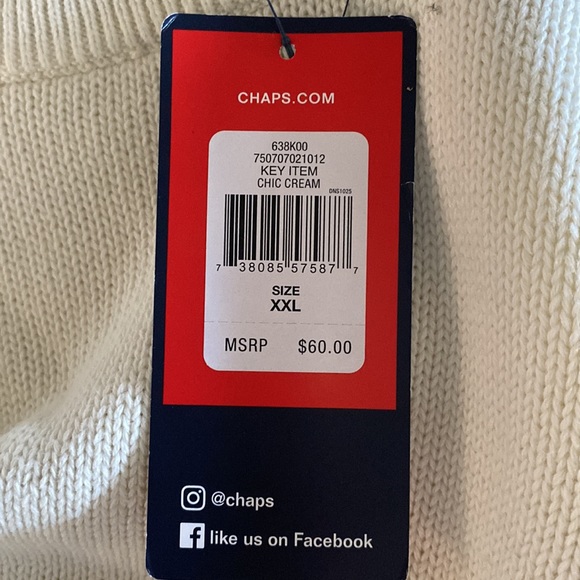 CHAPS.COM
638K00
750707021012
KEY ITEM
CHIC CREAM
DNS1025
7 38085 57587 7
SIZE
XXL
MSRP $60.00
@chaps
like us on Facebook